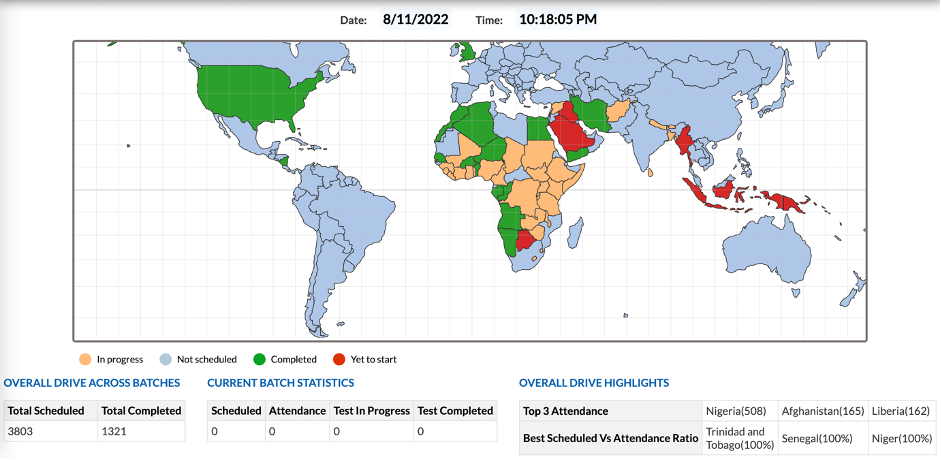 Date: 8/11/2022 Time: 10:18:05 PM
In progress Not scheduled Completed Yet to start
OVERALL DRIVE ACROSS BATCHES CURRENT BATCH STATISTICS OVERALL DRIVE HIGHLIGHTS
Total Scheduled Total Completed
3803 1321
Scheduled Attendance Test In Progress Test Completed
0 0 0 0
Top 3 Attendance Nigeria(508) Afghanistan(165) Liberia(162)
Best Scheduled Vs Attendance Ratio Trinidad and Tobago(100%) Senegal(100%) Niger(100%)